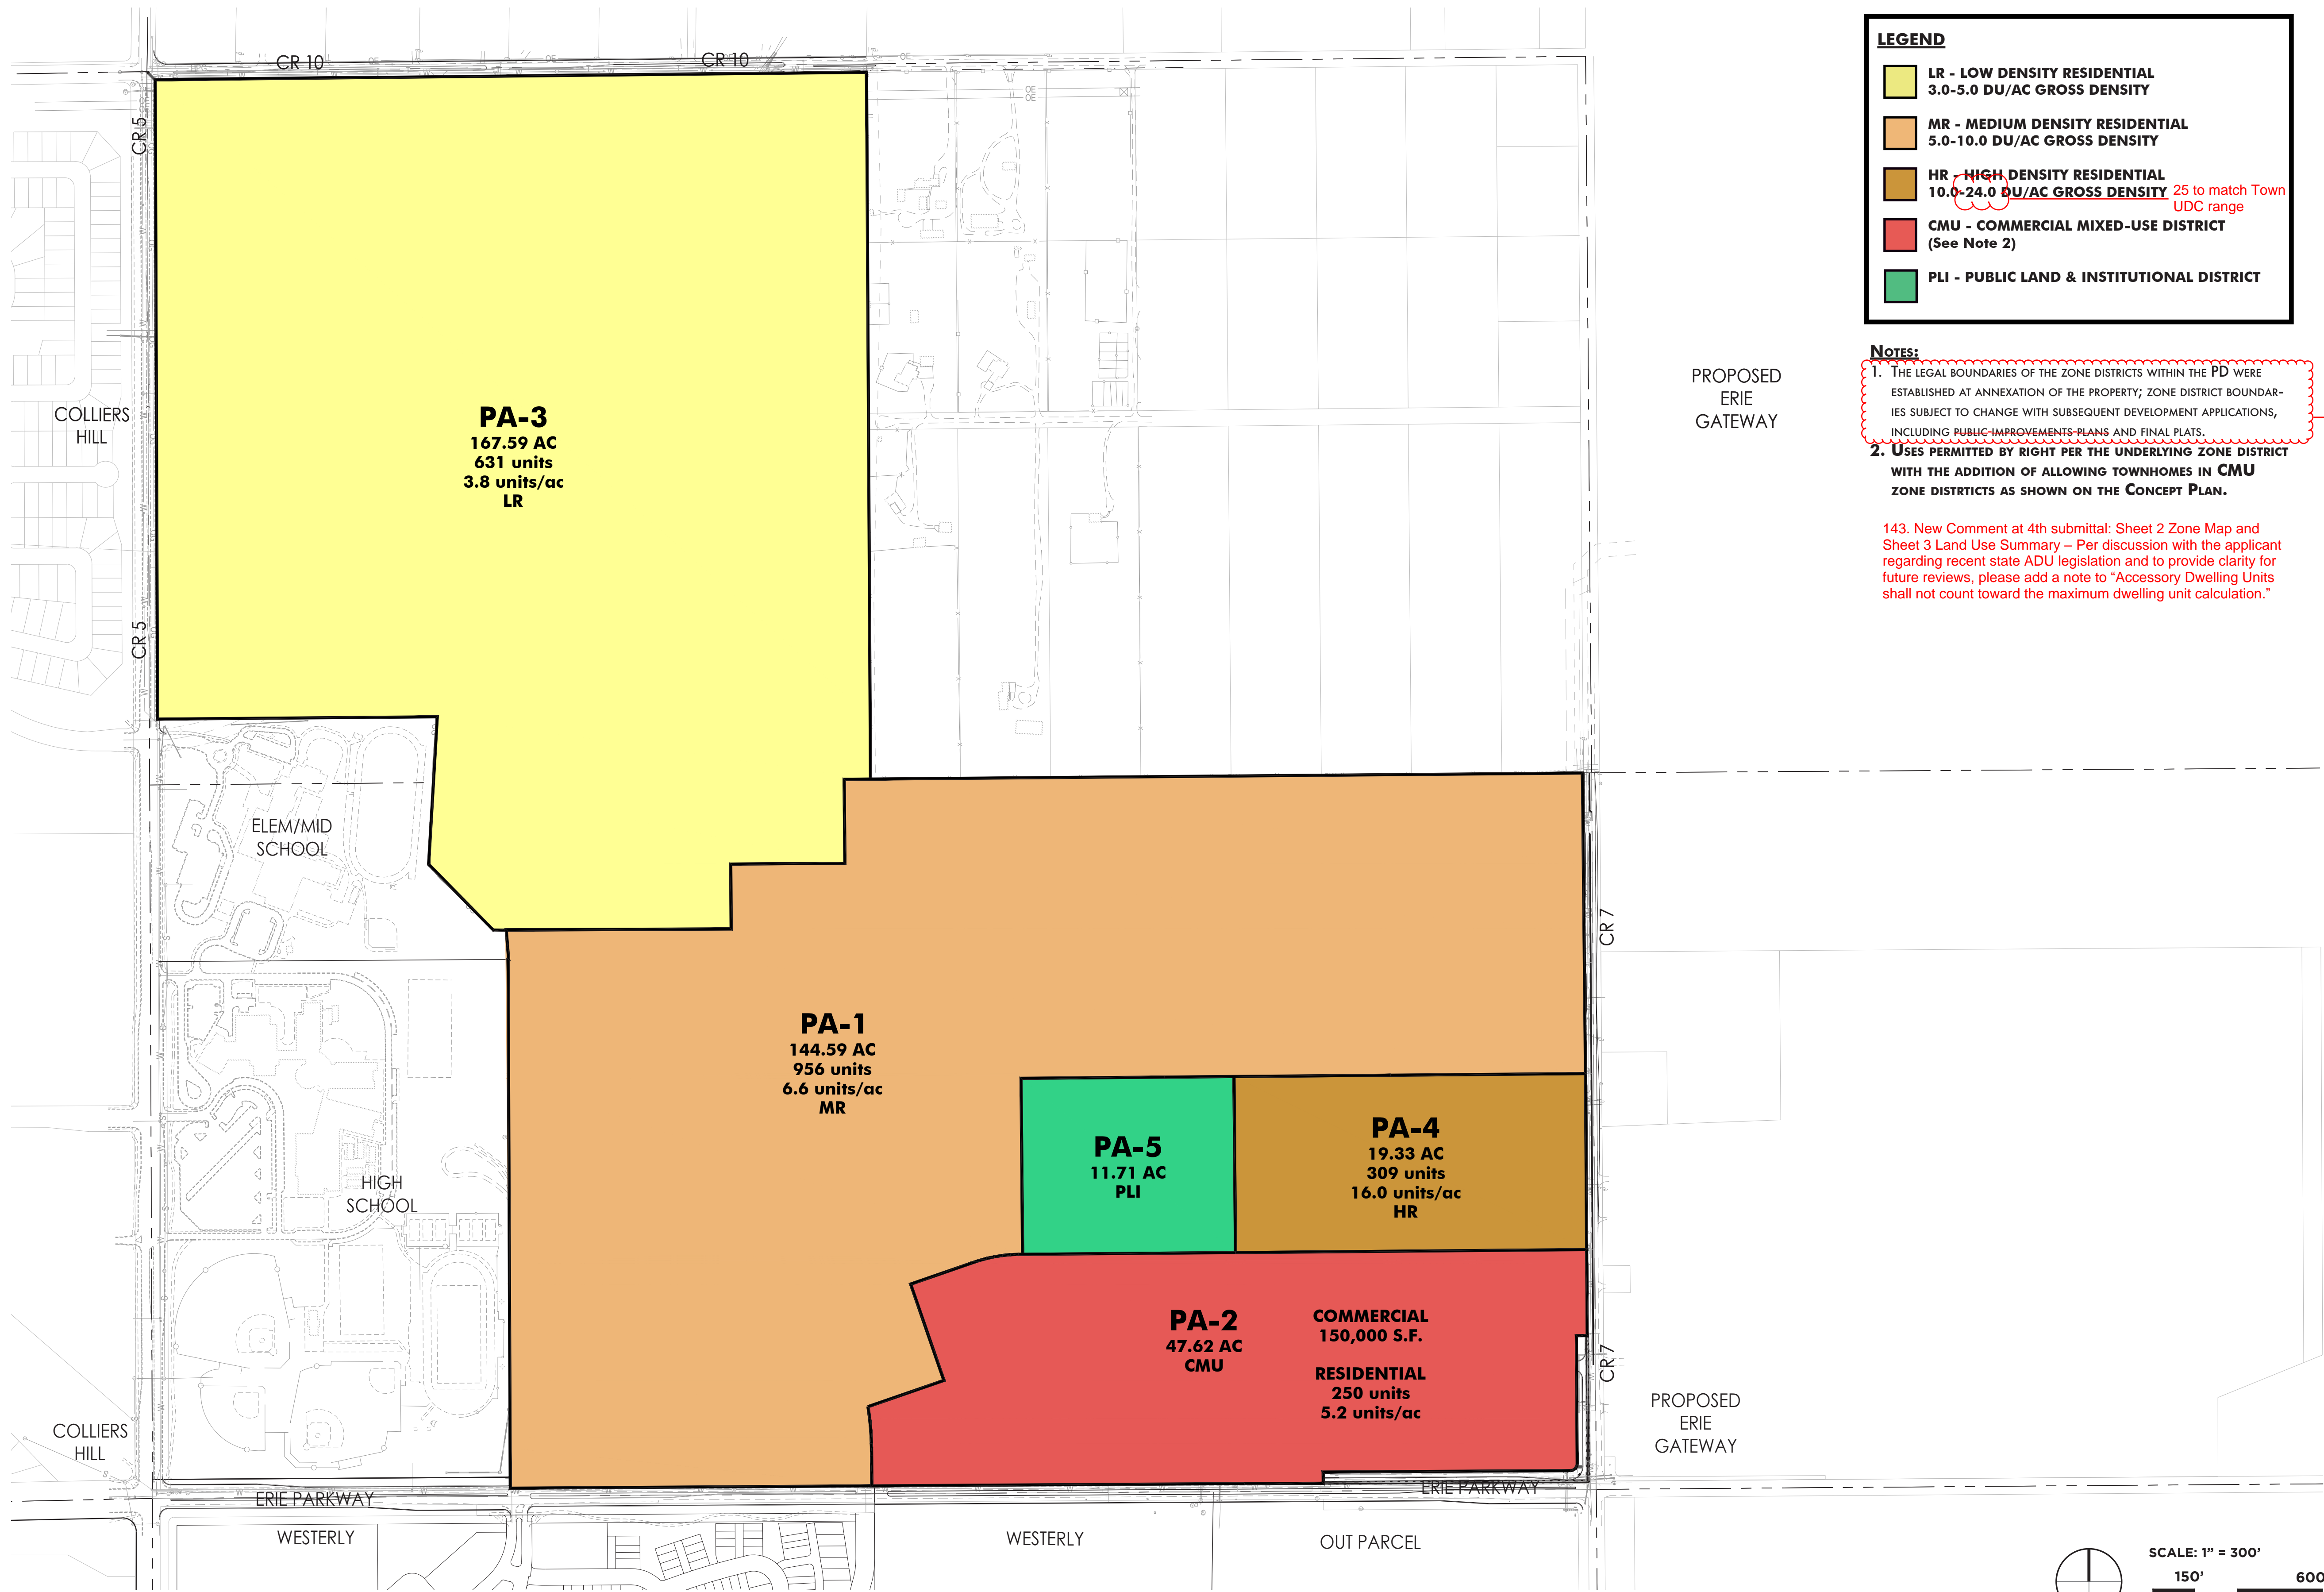 CR 10
CR 10
CR 5
CR 5
COLLIERS
HILL
PA-3
167.59 AC
631 units
3.8 units/ac
LR
PROPOSED
ERIE
GATEWAY
LEGEND
LR - LOW DENSITY RESIDENTIAL
3.0-5.0 DU/AC GROSS DENSITY
MR - MEDIUM DENSITY RESIDENTIAL
5.0-10.0 DU/AC GROSS DENSITY
HR - HIGH DENSITY RESIDENTIAL
10.0-24.0 DU/AC GROSS DENSITY
25 to match Town
UDC range
CMU - COMMERCIAL MIXED-USE DISTRICT
(See Note 2)
PLI - PUBLIC LAND & INSTITUTIONAL DISTRICT
NOTES:
1. THE LEGAL BOUNDARIES OF THE ZONE DISTRICTS WITHIN THE PD WERE
ESTABLISHED AT ANNEXATION OF THE PROPERTY; ZONE DISTRICT BOUNDAR-
IES SUBJECT TO CHANGE WITH SUBSEQUENT DEVELOPMENT APPLICATIONS,
INCLUDING PUBLIC IMPROVEMENTS PLANS AND FINAL PLATS.
2. USES PERMITTED BY RIGHT PER THE UNDERLYING ZONE DISTRICT
WITH THE ADDITION OF ALLOWING TOWNHOMES IN CMU
ZONE DISTRTICTS AS SHOWN ON THE CONCEPT PLAN.
143. New Comment at 4th submittal: Sheet 2 Zone Map and
Sheet 3 Land Use Summary – Per discussion with the applicant
regarding recent state ADU legislation and to provide clarity for
future reviews, please add a note to “Accessory Dwelling Units
shall not count toward the maximum dwelling unit calculation.”
ELEM/MID
SCHOOL
CR 7
PA-1
144.59 AC
956 units
6.6 units/ac
MR
PA-5
11.71 AC
PLI
PA-4
19.33 AC
309 units
16.0 units/ac
HR
HIGH
SCHOOL
PA-2
47.62 AC
CMU
COMMERCIAL
150,000 S.F.
RESIDENTIAL
250 units
5.2 units/ac
CR 7
COLLIERS
HILL
PROPOSED
ERIE
GATEWAY
ERIE PARKWAY
ERIE PARKWAY
WESTERLY
WESTERLY
OUT PARCEL
SCALE: 1” = 300’
150’
600